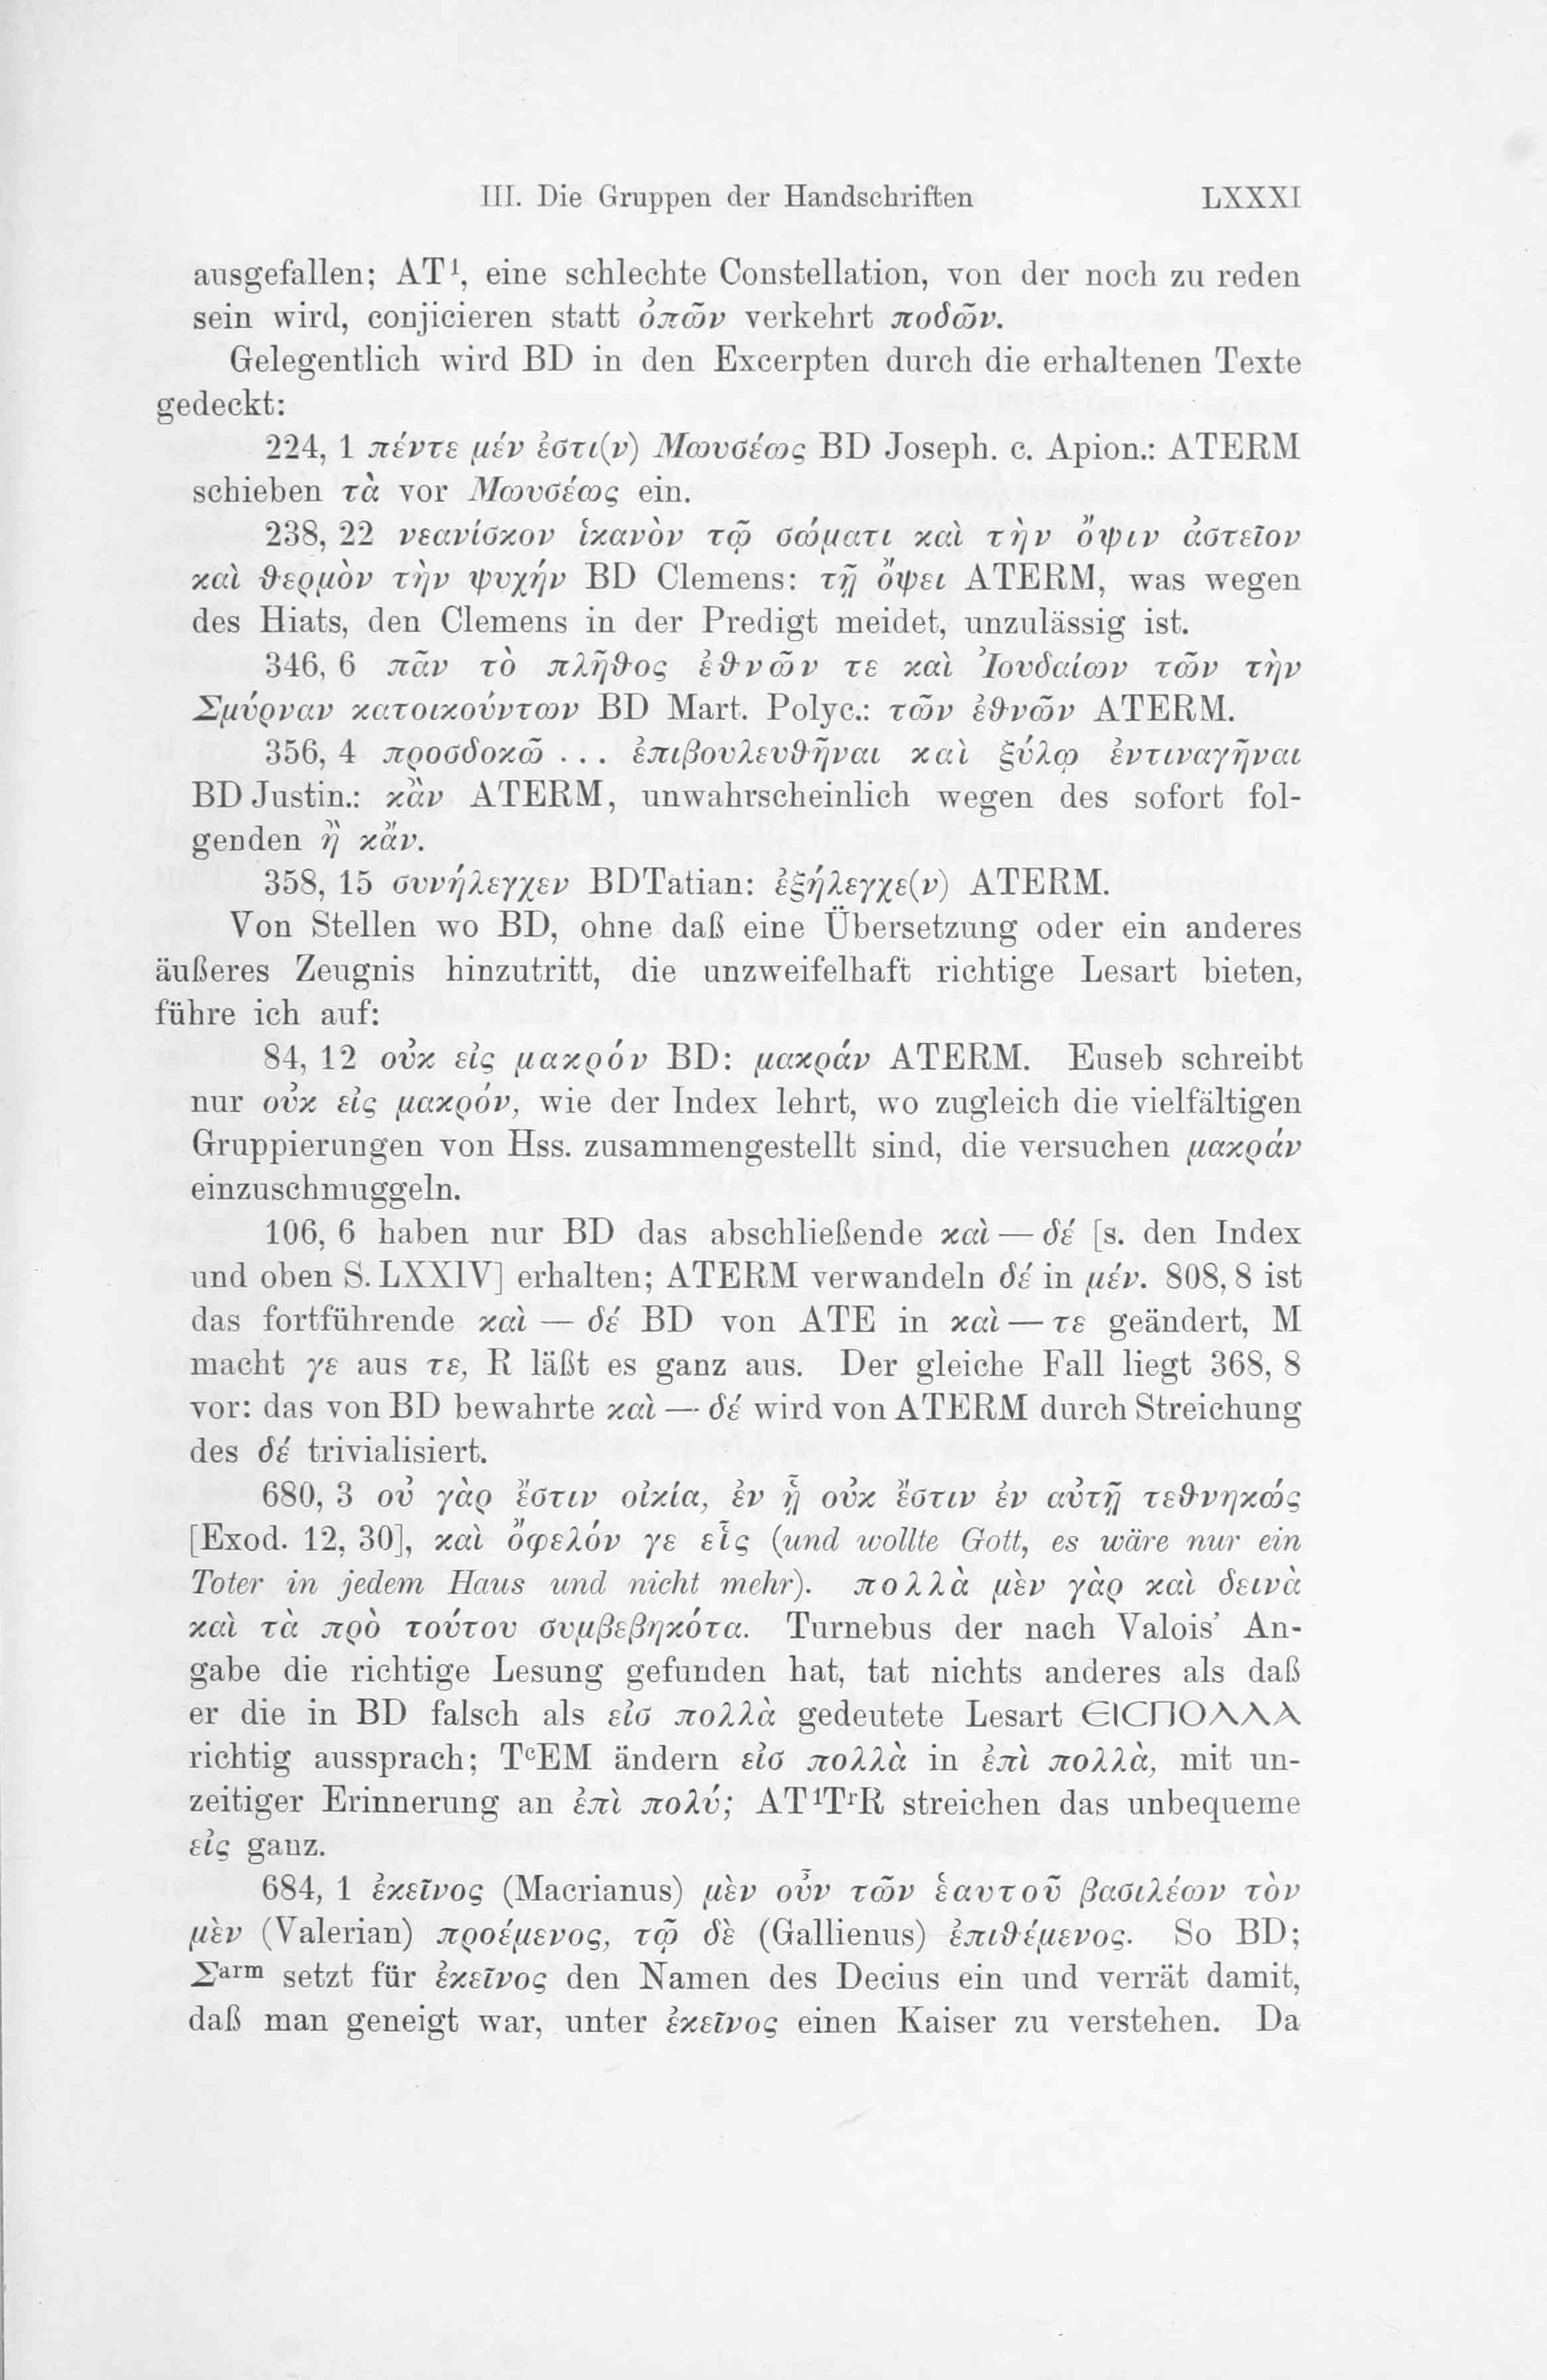 III. Die Gruppen der Handschriften LXXXI
ausgefallen; AT¹, eine schlechte Constellation, von der noch zu reden
sein wird, conjicieren statt ὀπῶν verkehrt ποδῶν.
Gelegentlich wird BD in den Excerpten durch die erhaltenen Texte
gedeckt:
224, 1 πέντε μέν ἐστι(ν) Μωυσέως BD Joseph. c. Apion.: ATERM
schieben τὰ vor Μωυσέως ein.
238, 22 νεανίσκον ἱκανὸν τῷ σώματι καὶ τὴν ὄψιν ἀστεῖον
καὶ θερμὸν τὴν ψυχήν BD Clemens: τῇ ὄψει ATERM, was wegen
des Hiats, den Clemens in der Predigt meidet, unzulässig ist.
346, 6 πᾶν τὸ πλῆθος ἐθνῶν τε καὶ Ἰουδαίων τῶν τὴν
Σμύρναν κατοικούντων BD Mart. Polyc.: τῶν ἐθνῶν ATERM.
356, 4 προσδοκῶ ... ἐπιβουλευθῆναι καὶ ξύλῳ ἐντιναγῆναι
BD Justin.: κἂν ATERM, unwahrscheinlich wegen des sofort fol-
genden ἢ κἄν.
358, 15 συνήλεγχεν BDTatian: ἐξήλεγχε(ν) ATERM.
Von Stellen wo BD, ohne daß eine Übersetzung oder ein anderes
äußeres Zeugnis hinzutritt, die unzweifelhaft richtige Lesart bieten,
führe ich auf:
84, 12 οὐκ εἰς μακρόν BD: μακράν ATERM. Euseb schreibt
nur οὐκ εἰς μακρόν, wie der Index lehrt, wo zugleich die vielfältigen
Gruppierungen von Hss. zusammengestellt sind, die versuchen μακράν
einzuschmuggeln.
106, 6 haben nur BD das abschließende καὶ — δέ [s. den Index
und oben S. LXXIV] erhalten; ATERM verwandeln δέ in μέν. 808, 8 ist
das fortführende καὶ — δέ BD von ATE in καὶ — τε geändert, M
macht γε aus τε, R läßt es ganz aus. Der gleiche Fall liegt 368, 8
vor: das von BD bewahrte καὶ — δέ wird von ATERM durch Streichung
des δέ trivialisiert.
680, 3 οὐ γὰρ ἔστιν οἰκία, ἐν ᾗ οὐκ ἔστιν ἐν αὐτῇ τεθνηκώς
[Exod. 12, 30], καὶ ὄφελόν γε εἷς (und wollte Gott, es wäre nur ein
Toter in jedem Haus und nicht mehr). πολλὰ μὲν γὰρ καὶ δεινὰ
καὶ τὰ πρὸ τούτου συμβεβηκότα. Turnebus der nach Valois’ An-
gabe die richtige Lesung gefunden hat, tat nichts anderes als daß
er die in BD falsch als εἰσ πολλὰ gedeutete Lesart ЄΙϹΠΟΛΛΑ
richtig aussprach; TᶜEM ändern εἰσ πολλὰ in ἐπὶ πολλὰ, mit un-
zeitiger Erinnerung an ἐπὶ πολύ; AT¹TʳR streichen das unbequeme
εἰς ganz.
684, 1 ἐκεῖνος (Macrianus) μὲν οὖν τῶν ἑαυτοῦ βασιλέων τὸν
μὲν (Valerian) προέμενος, τῷ δὲ (Gallienus) ἐπιθέμενος. So BD;
Σᵃʳᵐ setzt für ἐκεῖνος den Namen des Decius ein und verrät damit,
daß man geneigt war, unter ἐκεῖνος einen Kaiser zu verstehen. Da